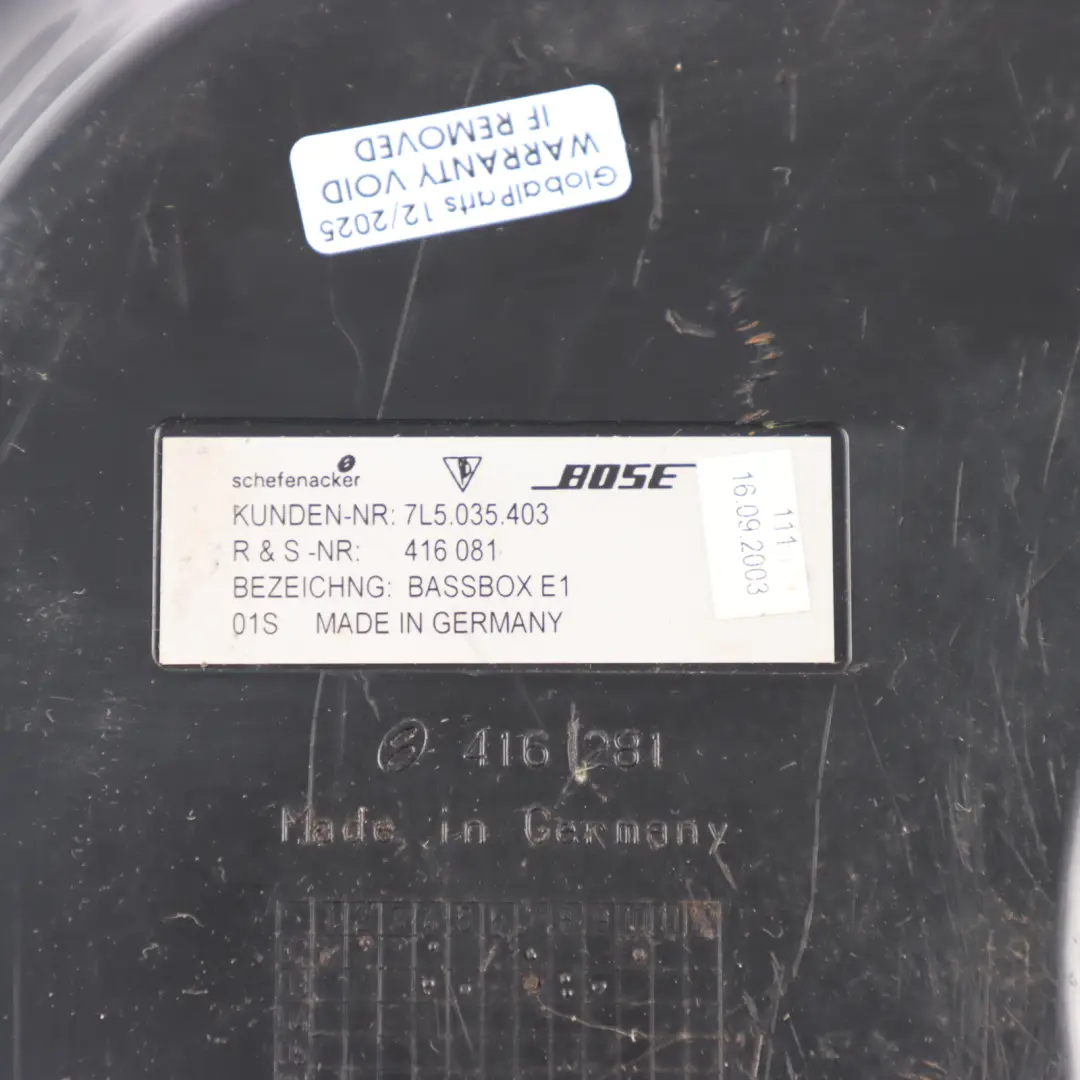 GlobalParts 12/2025
WARRANTY VOID
IF REMOVED
schefenacker
BOSE
KUNDEN-NR: 7L5.035.403
R & S -NR: 416 081
BEZEICHNG: BASSBOX E1
01S MADE IN GERMANY
111
16.09.2003
416 281
Made in Germany